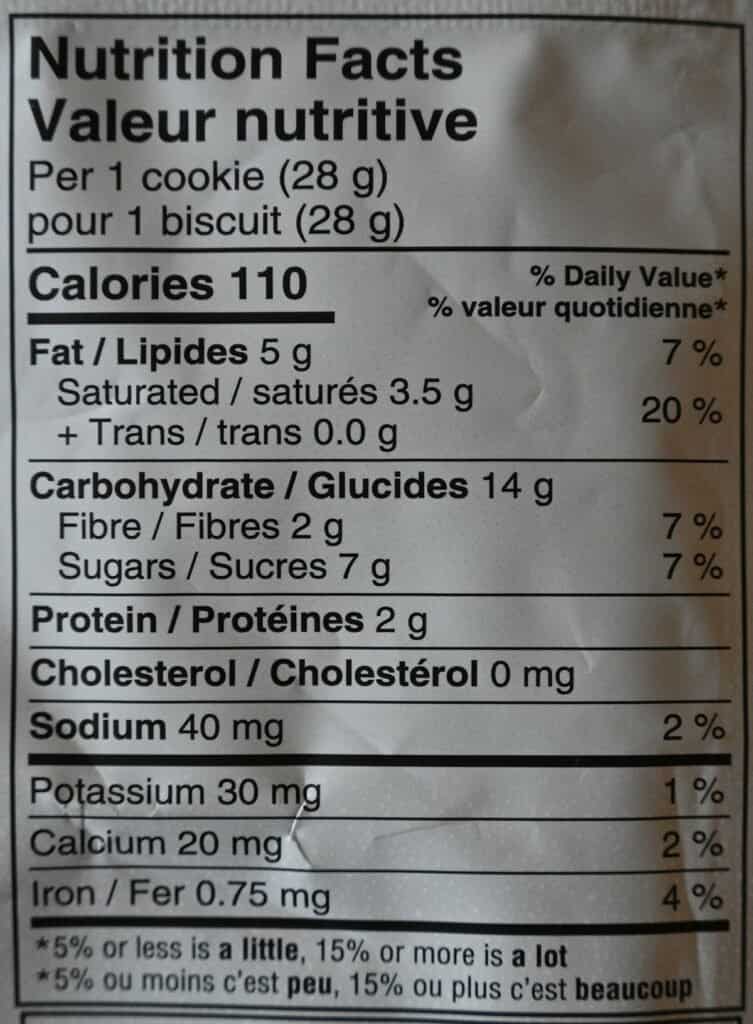 Nutrition Facts
Valeur nutritive
Per 1 cookie (28 g)
pour 1 biscuit (28 g)
Calories 110
% Daily Value*
% valeur quotidienne*
Fat / Lipides 5 g 7 %
Saturated / saturés 3.5 g
+ Trans / trans 0.0 g 20 %
Carbohydrate / Glucides 14 g
Fibre / Fibres 2 g 7 %
Sugars / Sucres 7 g 7 %
Protein / Protéines 2 g
Cholesterol / Cholestérol 0 mg
Sodium 40 mg 2 %
Potassium 30 mg 1 %
Calcium 20 mg 2 %
Iron / Fer 0.75 mg 4 %
*5% or less is a little, 15% or more is a lot
*5% ou moins c'est peu, 15% ou plus c'est beaucoup